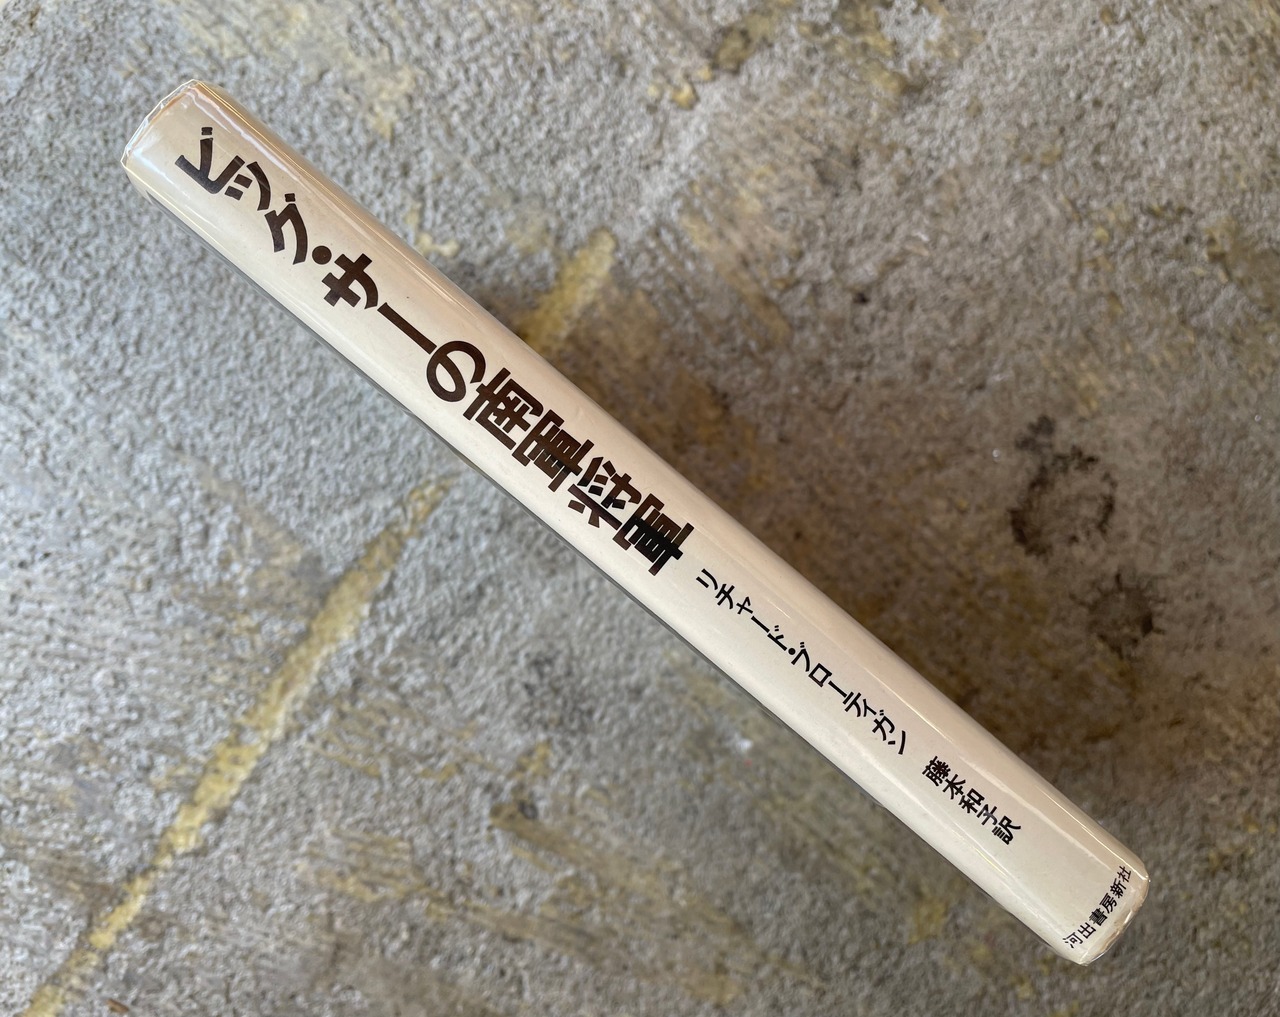 ビッグ・サーの南軍将軍
リチャード・ブローティガン
藤本和子訳
河出書房新社